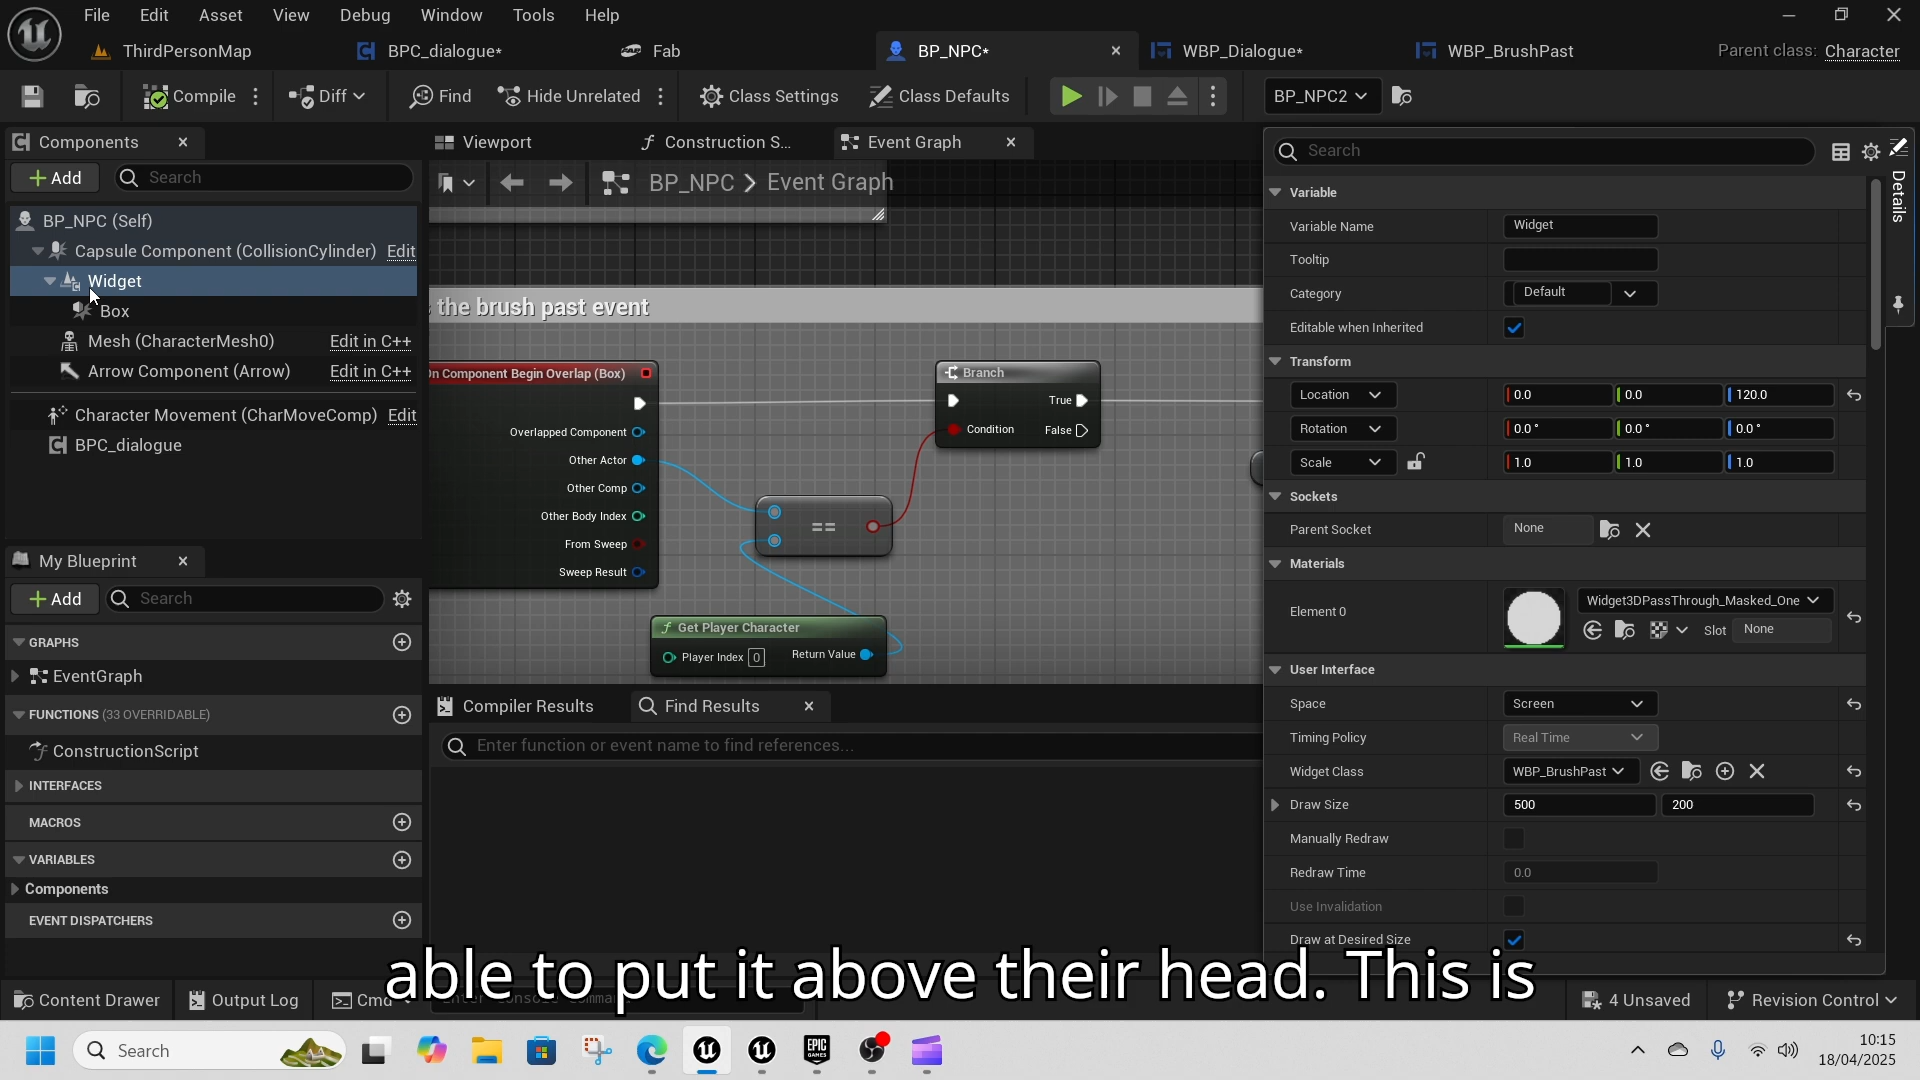 File Edit Asset View Debug Window Tools Help
ThirdPersonMap BPC_dialogue* Fab BP_NPC* WBP_Dialogue* WBP_BrushPast Parent class: Character
Compile Diff Find Hide Unrelated Class Settings Class Defaults BP_NPC2
Components Viewport Construction S... Event Graph
Add Search
BP_NPC > Event Graph
BP_NPC (Self)
Capsule Component (CollisionCylinder) Edit
Widget
Box
Mesh (CharacterMesh0) Edit in C++
Arrow Component (Arrow) Edit in C++
Character Movement (CharMoveComp) Edit
BPC_dialogue
the brush past event
On Component Begin Overlap (Box)
Overlapped Component
Other Actor
Other Comp
Other Body Index
From Sweep
Sweep Result
Branch
True
Condition False
==
Get Player Character
Player Index 0 Return Value
My Blueprint
Add Search
GRAPHS
EventGraph
FUNCTIONS (33 OVERRIDABLE)
ConstructionScript
INTERFACES
MACROS
VARIABLES
Components
EVENT DISPATCHERS
Compiler Results Find Results
Enter function or event name to find references...
Search
Details
Variable
Variable Name Widget
Tooltip
Category Default
Editable when Inherited
Transform
Location 0.0 0.0 120.0
Rotation 0.0 ° 0.0 ° 0.0 °
Scale 1.0 1.0 1.0
Sockets
Parent Socket None
Materials
Element 0 Widget3DPassThrough_Masked_One
Slot None
User Interface
Space Screen
Timing Policy Real Time
Widget Class WBP_BrushPast
Draw Size 500 200
Manually Redraw
Redraw Time 0.0
Use Invalidation
Draw at Desired Size
able to put it above their head. This is
Content Drawer Output Log Cmd Enter Console Command 4 Unsaved Revision Control
Search
EPIC GAMES
10:15
18/04/2025